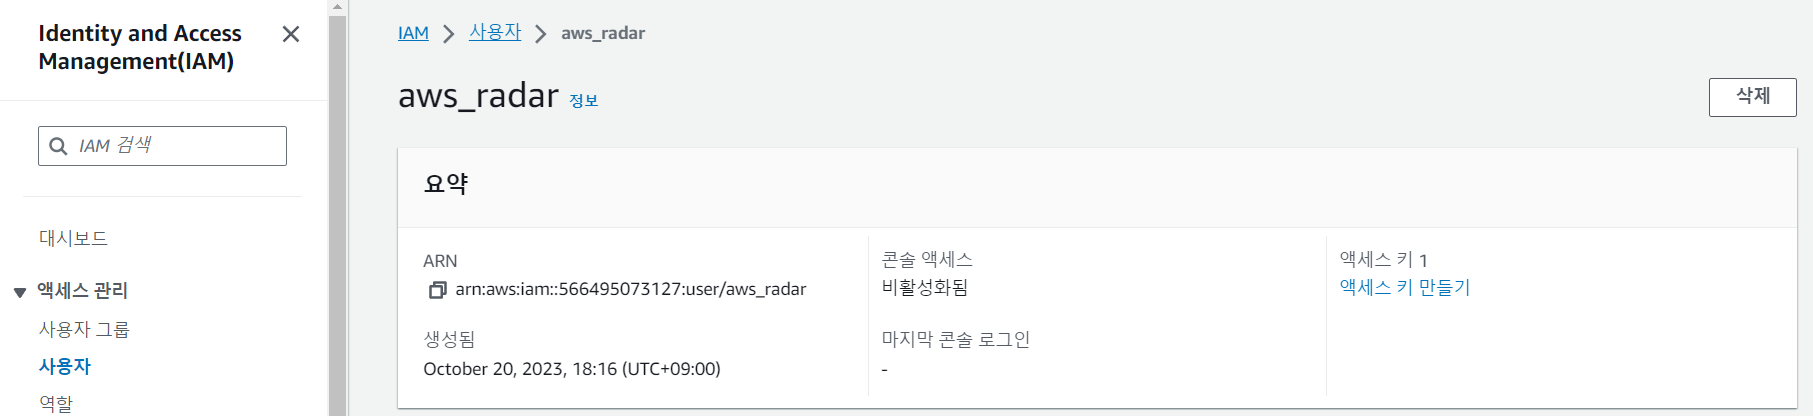 Identity and Access
Management(IAM)
IAM 검색
대시보드
액세스 관리
사용자 그룹
사용자
역할
IAM > 사용자 > aws_radar
aws_radar 정보
삭제
요약
ARN
arn:aws:iam::566495073127:user/aws_radar
생성됨
October 20, 2023, 18:16 (UTC+09:00)
콘솔 액세스
비활성화됨
마지막 콘솔 로그인
-
액세스 키 1
액세스 키 만들기